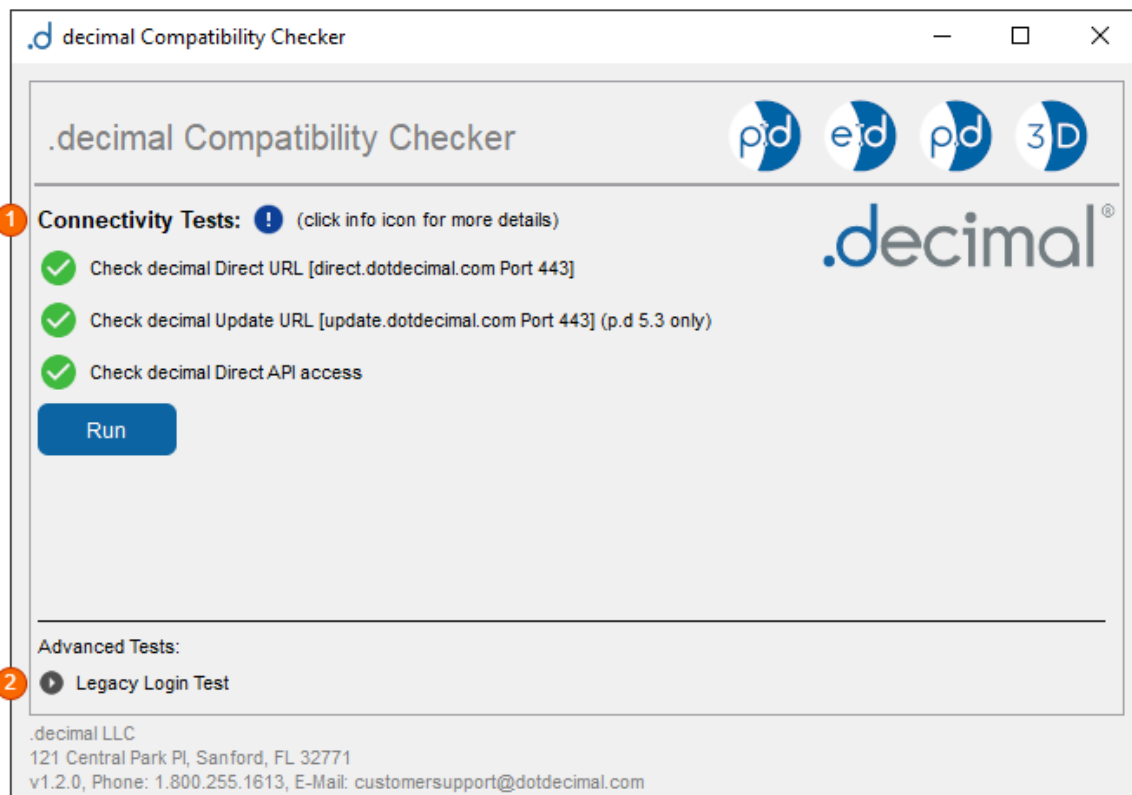 .d decimal Compatibility Checker
.decimal Compatibility Checker
p.d e.d p.d 3D
1 Connectivity Tests: ! (click info icon for more details)
.decimal®
Check decimal Direct URL [direct.dotdecimal.com Port 443]
Check decimal Update URL [update.dotdecimal.com Port 443] (p.d 5.3 only)
Check decimal Direct API access
Run
Advanced Tests:
2 Legacy Login Test
.decimal LLC
121 Central Park Pl, Sanford, FL 32771
v1.2.0, Phone: 1.800.255.1613, E-Mail: customersupport@dotdecimal.com